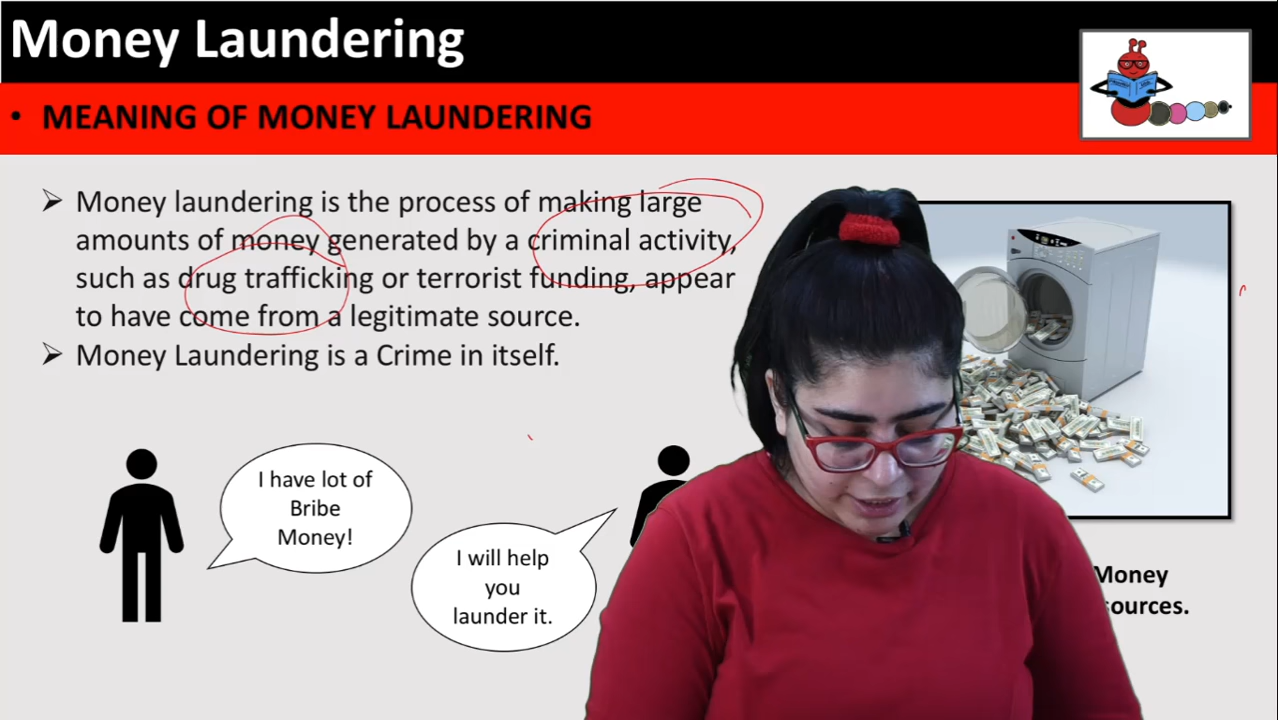 Money Laundering
• MEANING OF MONEY LAUNDERING
➢ Money laundering is the process of making large
amounts of money generated by a criminal activity,
such as drug trafficking or terrorist funding, appear
to have come from a legitimate source.
➢ Money Laundering is a Crime in itself.
I have lot of
Bribe
Money!
I will help
you
launder it.
Money
sources.